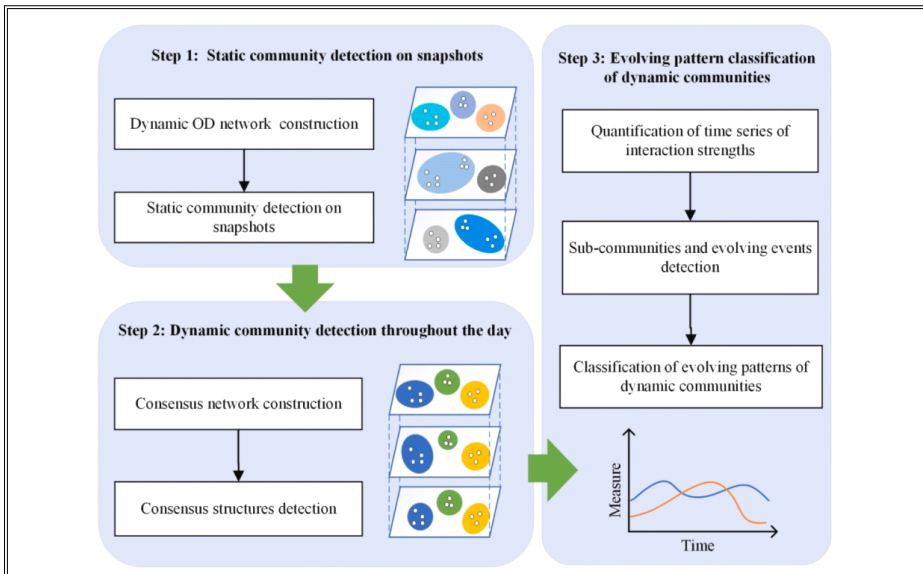 Step 1: Static community detection on snapshots
Dynamic OD network construction
Static community detection on
snapshots
Step 2: Dynamic community detection throughout the day
Consensus network construction
Consensus structures detection
Step 3: Evolving pattern classification
of dynamic communities
Quantification of time series of
interaction strengths
Sub-communities and evolving events
detection
Classification of evolving patterns of
dynamic communities
Measure
Time